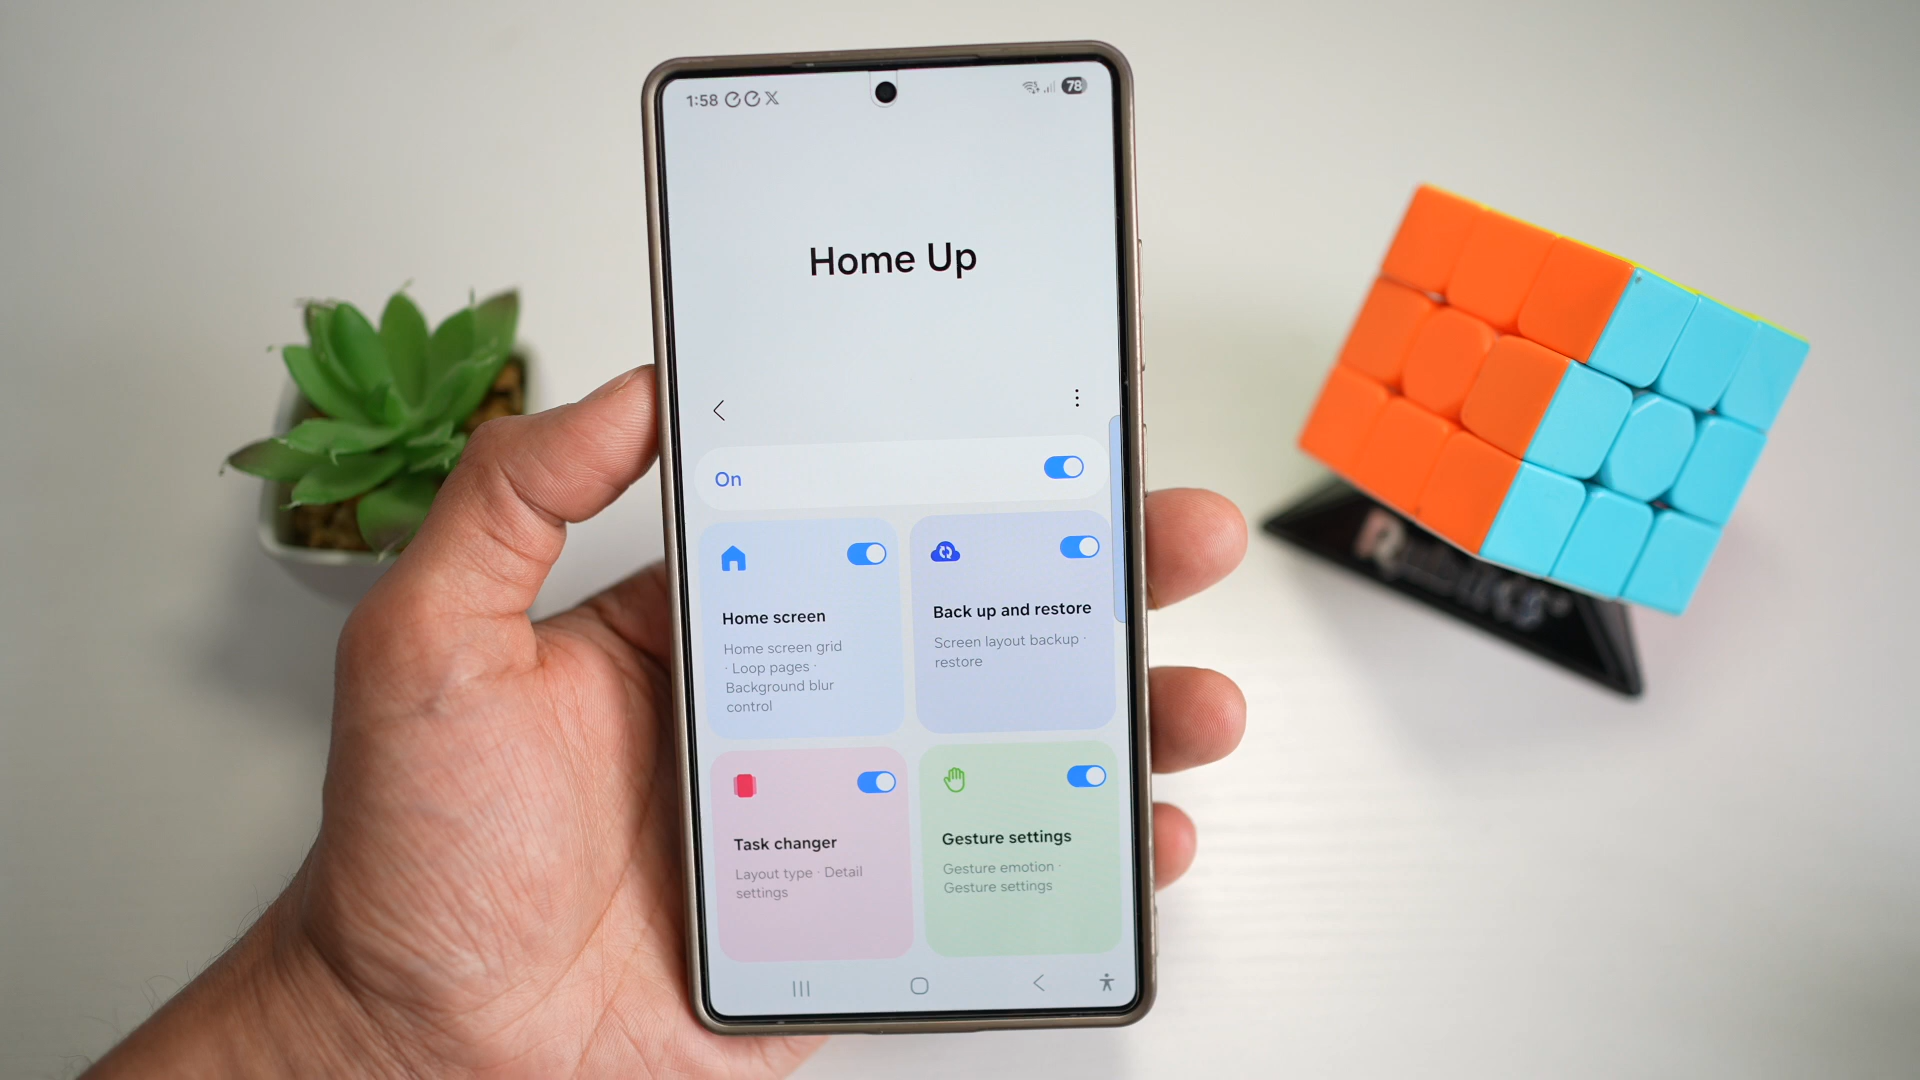 1:58
78
Home Up
On
Home screen
Home screen grid
· Loop pages ·
Background blur
control
Back up and restore
Screen layout backup ·
restore
Task changer
Layout type · Detail
settings
Gesture settings
Gesture emotion ·
Gesture settings